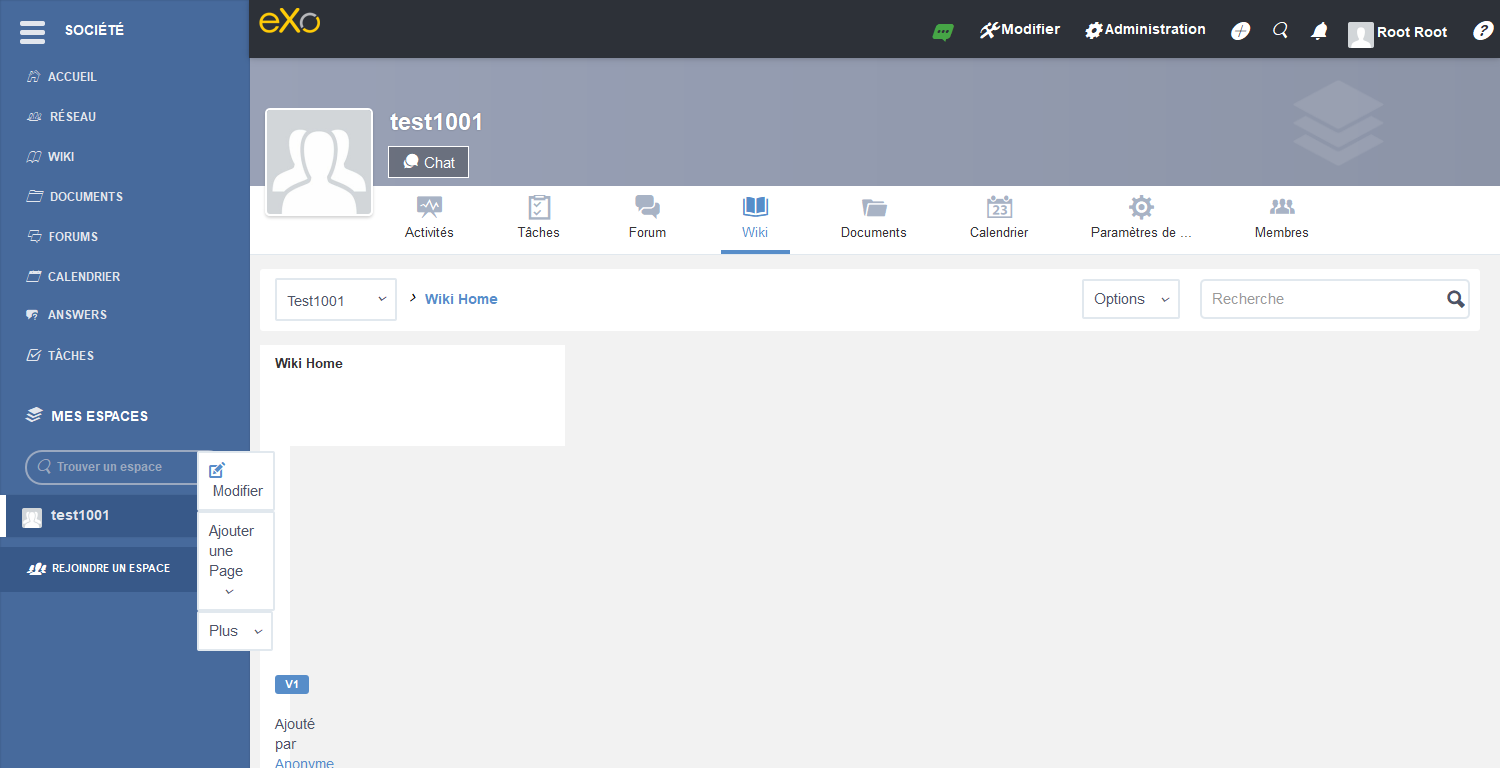 SOCIÉTÉ
ACCUEIL
RÉSEAU
WIKI
DOCUMENTS
FORUMS
CALENDRIER
ANSWERS
TÂCHES
MES ESPACES
Trouver un espace
test1001
REJOINDRE UN ESPACE
eXo
Modifier
Administration
Root Root
?
test1001
Chat
Activités
Tâches
Forum
Wiki
Documents
23
Calendrier
Paramètres de ...
Membres
Test1001
Wiki Home
Options
Recherche
Wiki Home
Modifier
Ajouter
une
Page
Plus
V1
Ajouté
par
Anonyme